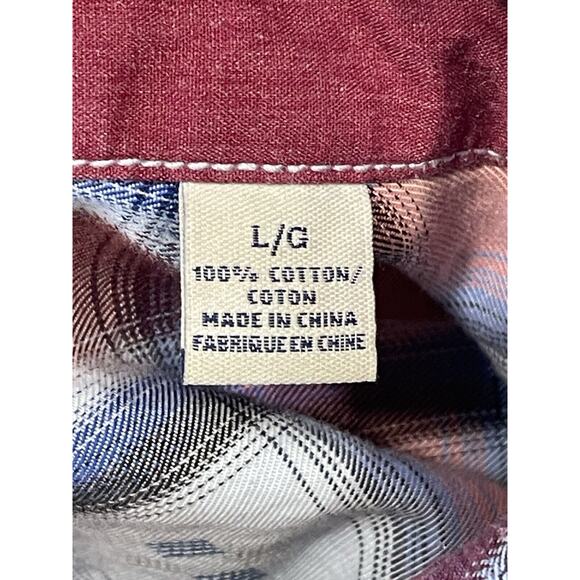 L/G
100% COTTON/
COTON
MADE IN CHINA
FABRIQUE EN CHINE